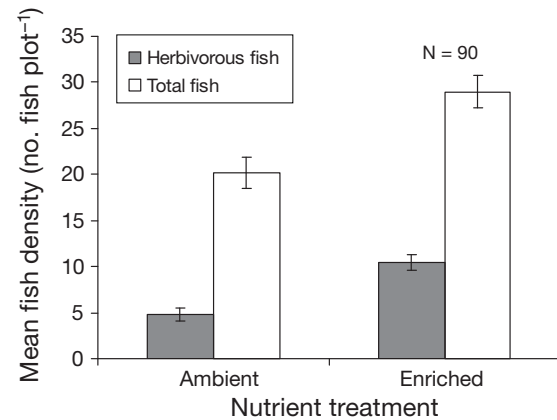 Mean fish density (no. fish plot⁻¹)
35
30
25
20
15
10
5
0
Herbivorous fish
Total fish
N = 90
Ambient
Enriched
Nutrient treatment